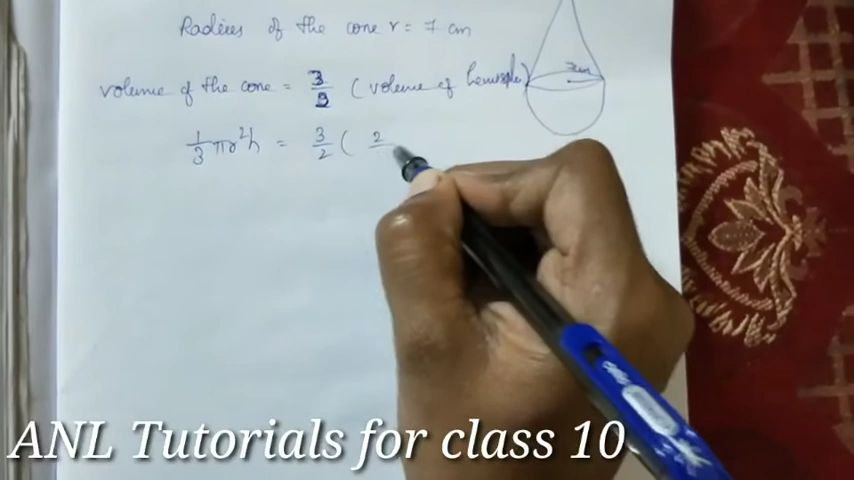 Radius of the cone r = 7 cm
volume of the cone = 3/2 ( volume of
1/3 πr²h = 3/2 ( 2
7cm
ANL Tutorials for class 10